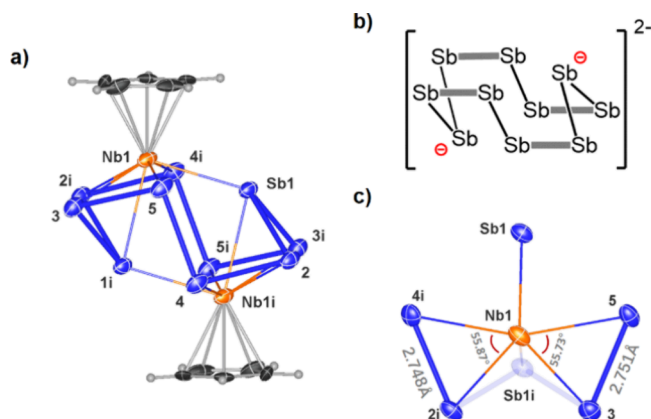 a)
Nb1
4i
2i
Sb1
3
5
3i
5i
2
1i
4
Nb1i
b)
2-
Sb Sb Sb ⊖
Sb Sb Sb
Sb Sb
⊖ Sb Sb Sb
c)
Sb1
4i Nb1 5
55.87° 55.73°
2.748Å 2.751Å
Sb1i
2i 3